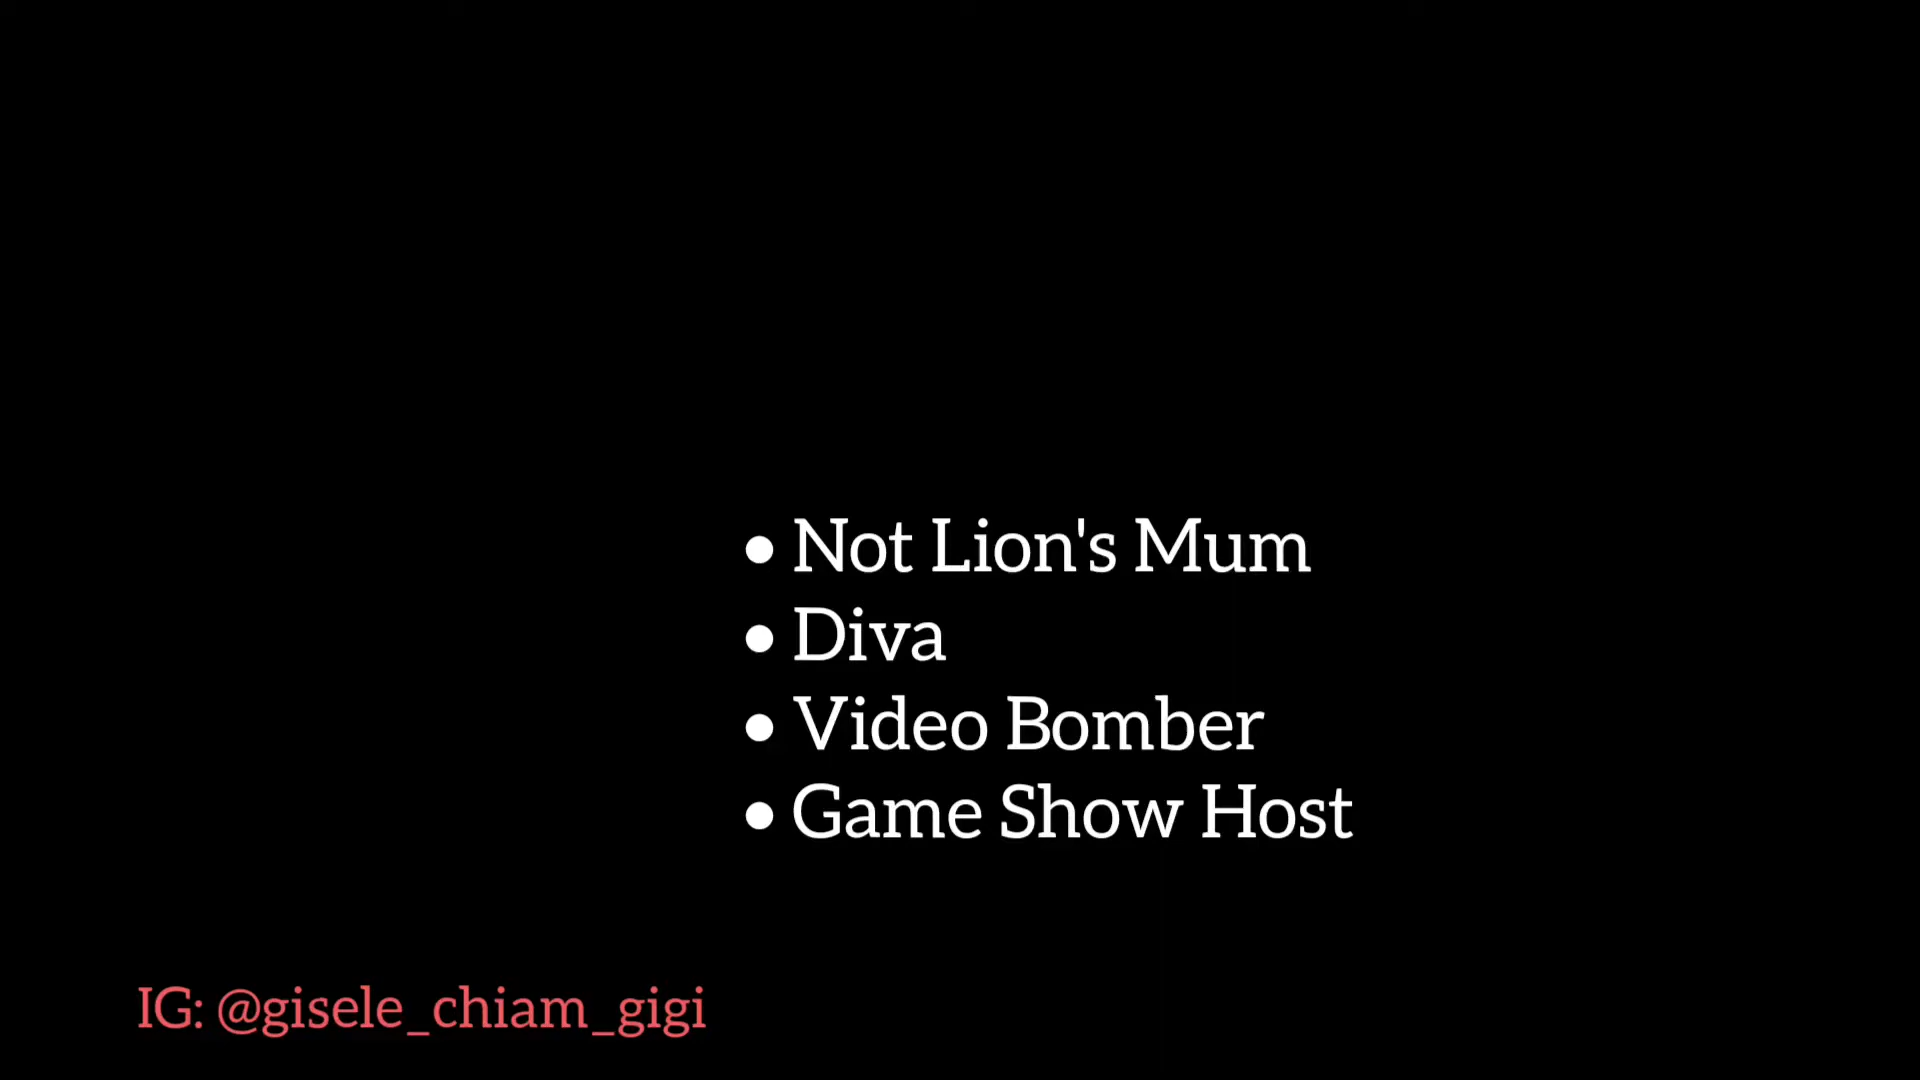 • Not Lion's Mum
• Diva
• Video Bomber
• Game Show Host
IG: @gisele_chiam_gigi